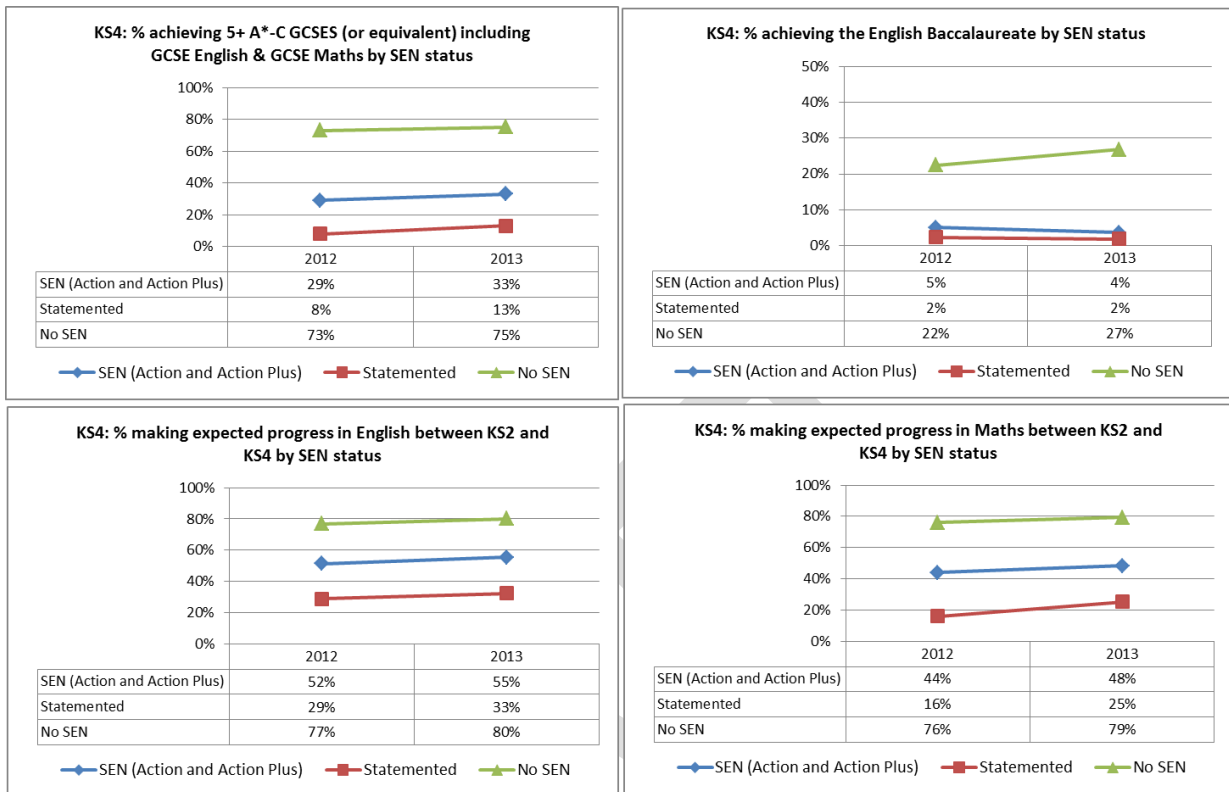 KS4: % achieving 5+ A*-C GCSES (or equivalent) including
GCSE English & GCSE Maths by SEN status
100%
80%
60%
40%
20%
0%
2012 2013
SEN (Action and Action Plus) 29% 33%
Statemented 8% 13%
No SEN 73% 75%
SEN (Action and Action Plus) Statemented No SEN
KS4: % achieving the English Baccalaureate by SEN status
50%
40%
30%
20%
10%
0%
2012 2013
SEN (Action and Action Plus) 5% 4%
Statemented 2% 2%
No SEN 22% 27%
SEN (Action and Action Plus) Statemented No SEN
KS4: % making expected progress in English between KS2 and
KS4 by SEN status
100%
80%
60%
40%
20%
0%
2012 2013
SEN (Action and Action Plus) 52% 55%
Statemented 29% 33%
No SEN 77% 80%
SEN (Action and Action Plus) Statemented No SEN
KS4: % making expected progress in Maths between KS2 and
KS4 by SEN status
100%
80%
60%
40%
20%
0%
2012 2013
SEN (Action and Action Plus) 44% 48%
Statemented 16% 25%
No SEN 76% 79%
SEN (Action and Action Plus) Statemented No SEN